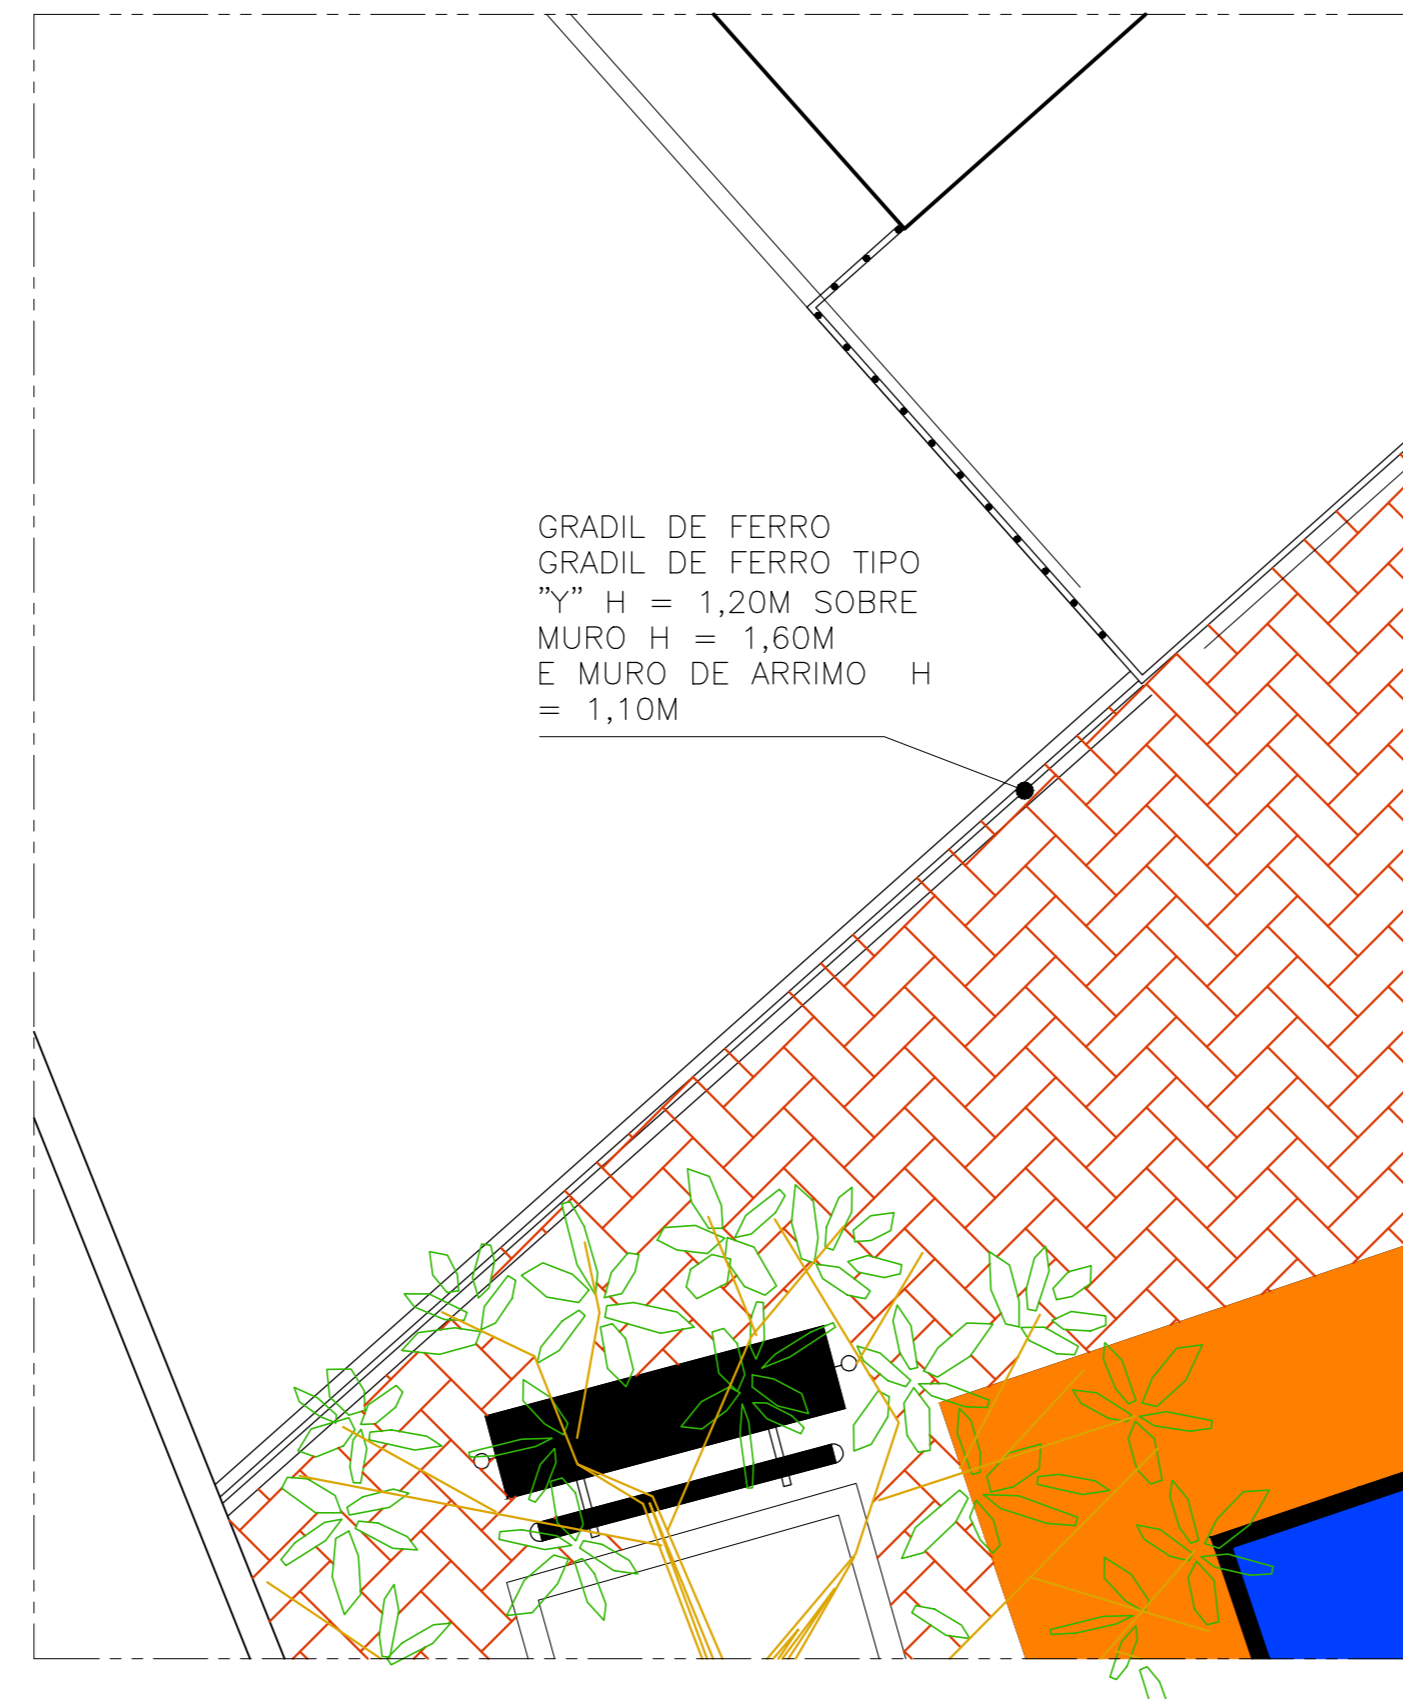 GRADIL DE FERRO
GRADIL DE FERRO TIPO
"Y" H = 1,20M SOBRE
MURO H = 1,60M
E MURO DE ARRIMO H
= 1,10M